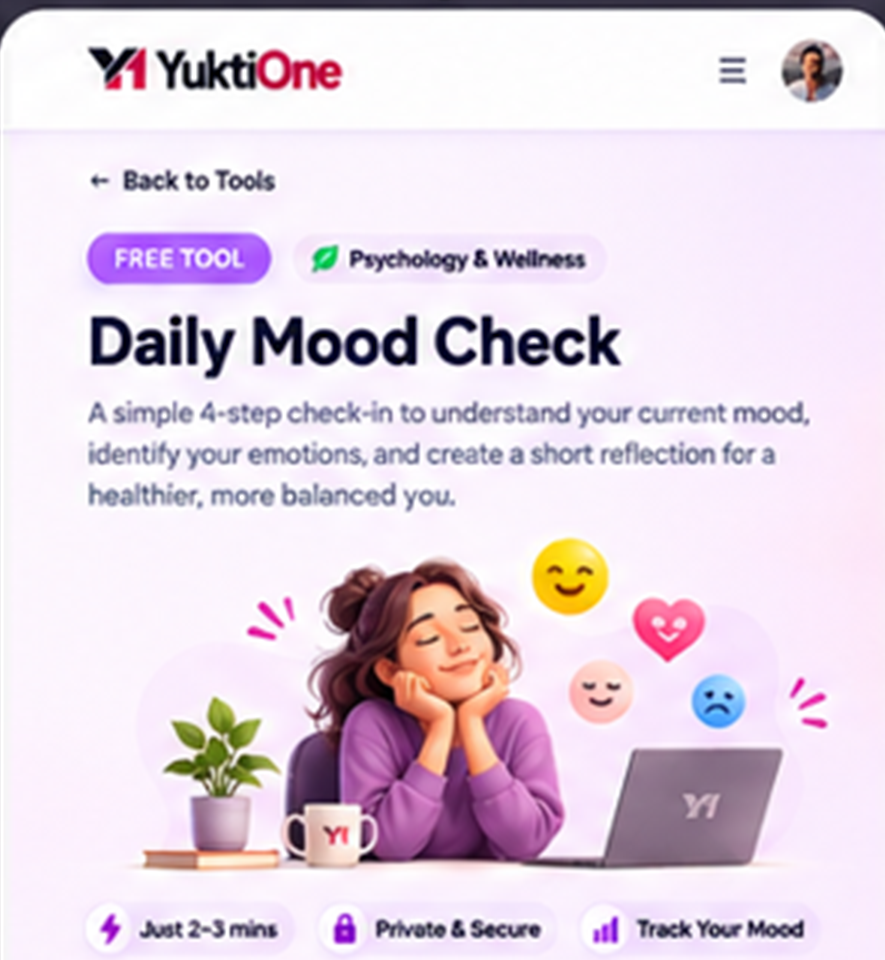 Y1 YuktiOne
← Back to Tools
FREE TOOL
Psychology & Wellness
Daily Mood Check
A simple 4-step check-in to understand your current mood,
identify your emotions, and create a short reflection for a
healthier, more balanced you.
Y1
Y1
Just 2-3 mins
Private & Secure
Track Your Mood